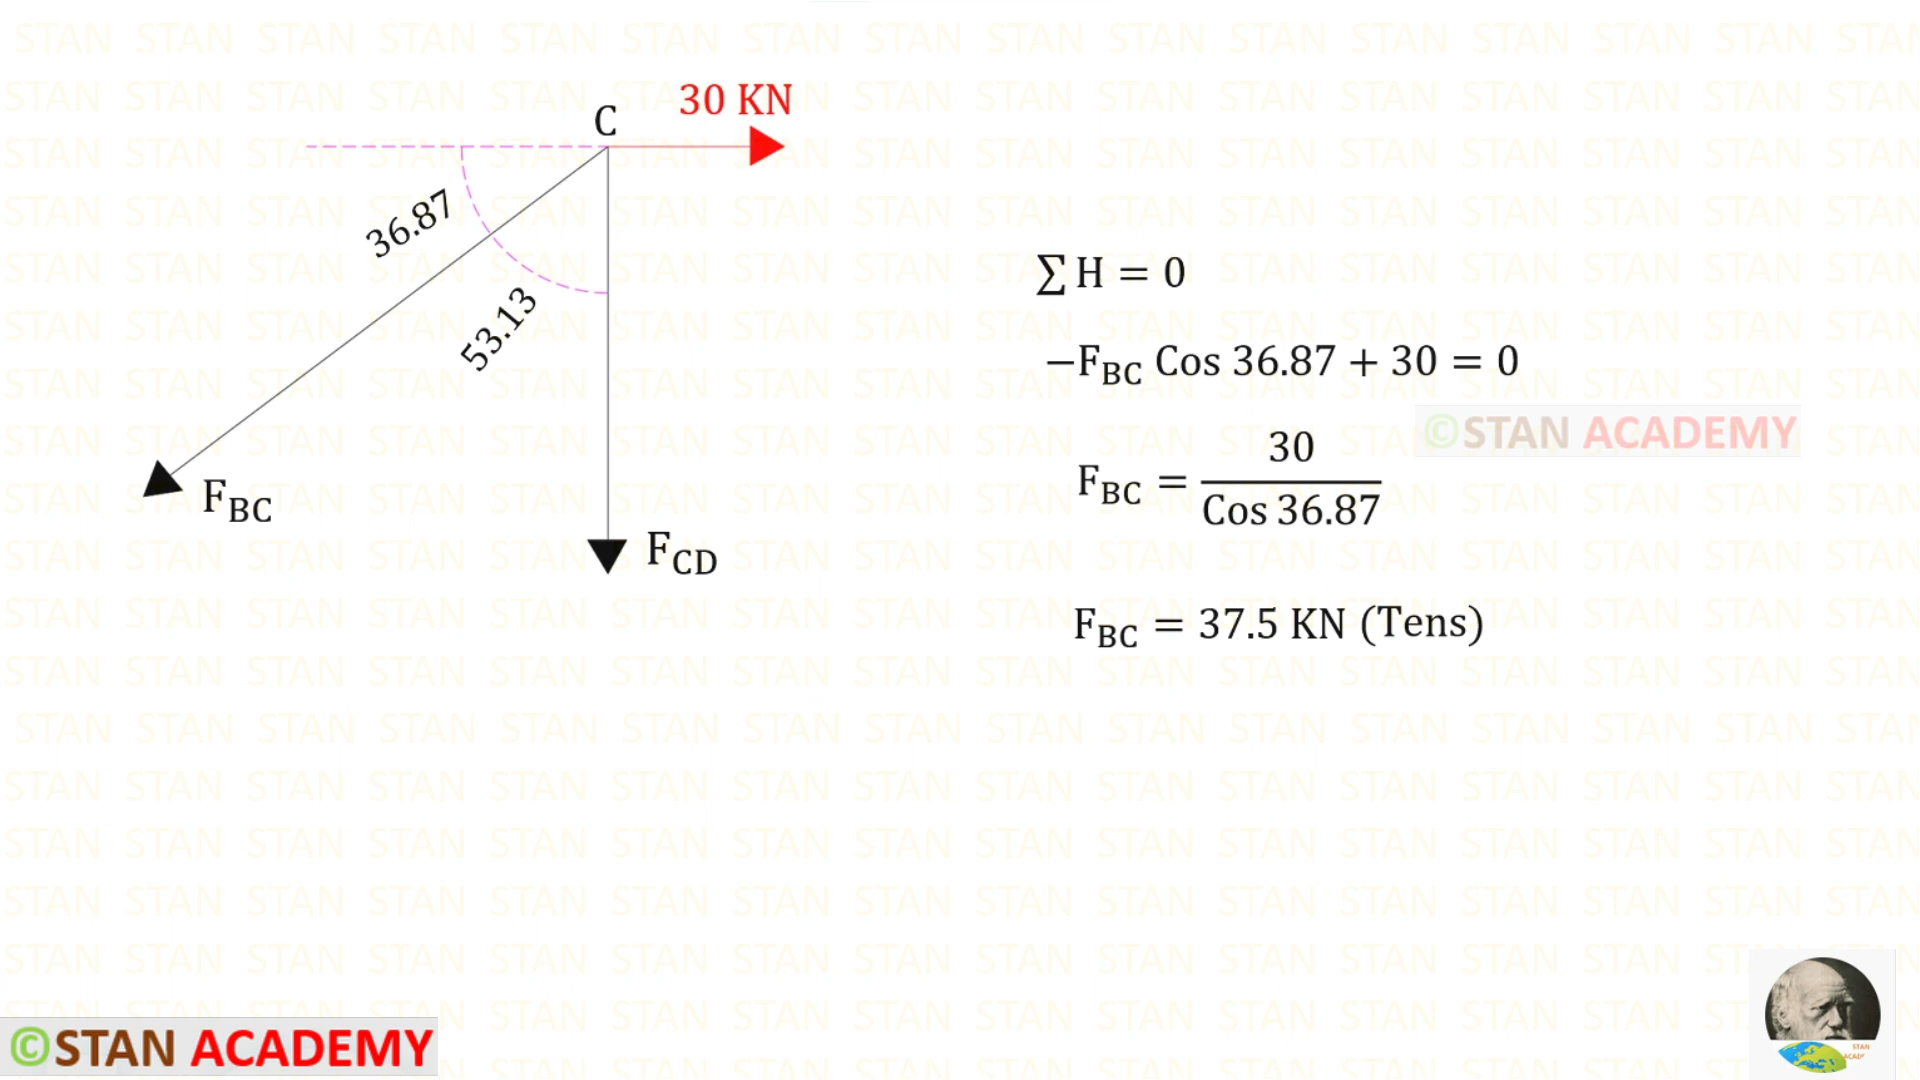 C
30 KN
36.87
53.13
F_BC
F_CD
∑ H = 0
−F_BC Cos 36.87 + 30 = 0
F_BC = 30 / Cos 36.87
F_BC = 37.5 KN (Tens)
©STAN ACADEMY
©STAN ACADEMY
STAN